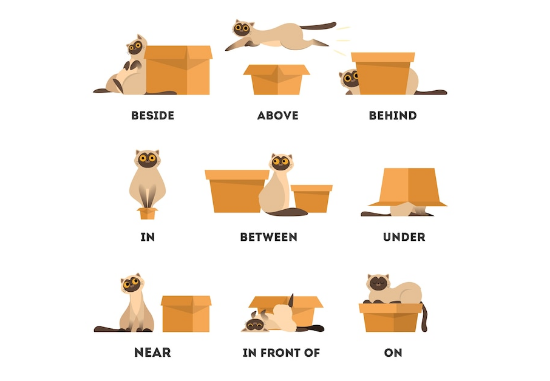 BESIDE
ABOVE
BEHIND
IN
BETWEEN
UNDER
NEAR
IN FRONT OF
ON